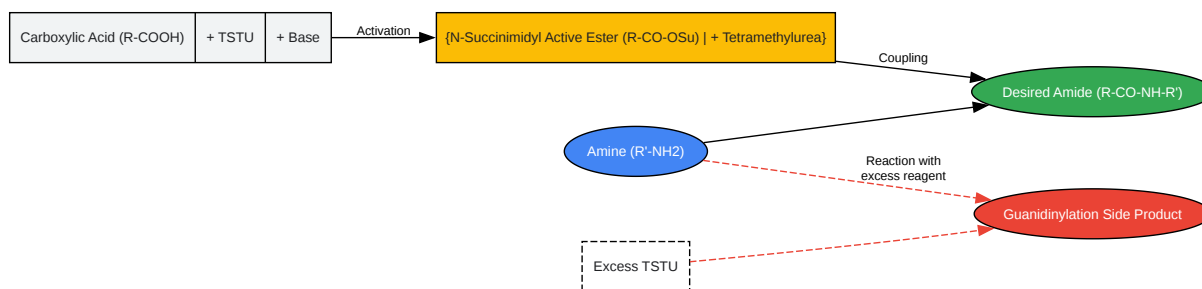 Carboxylic Acid (R-COOH)
+ TSTU
+ Base
Activation
{N-Succinimidyl Active Ester (R-CO-OSu) | + Tetramethylurea}
Coupling
Desired Amide (R-CO-NH-R')
Amine (R'-NH2)
Reaction with
excess reagent
Guanidinylation Side Product
Excess TSTU